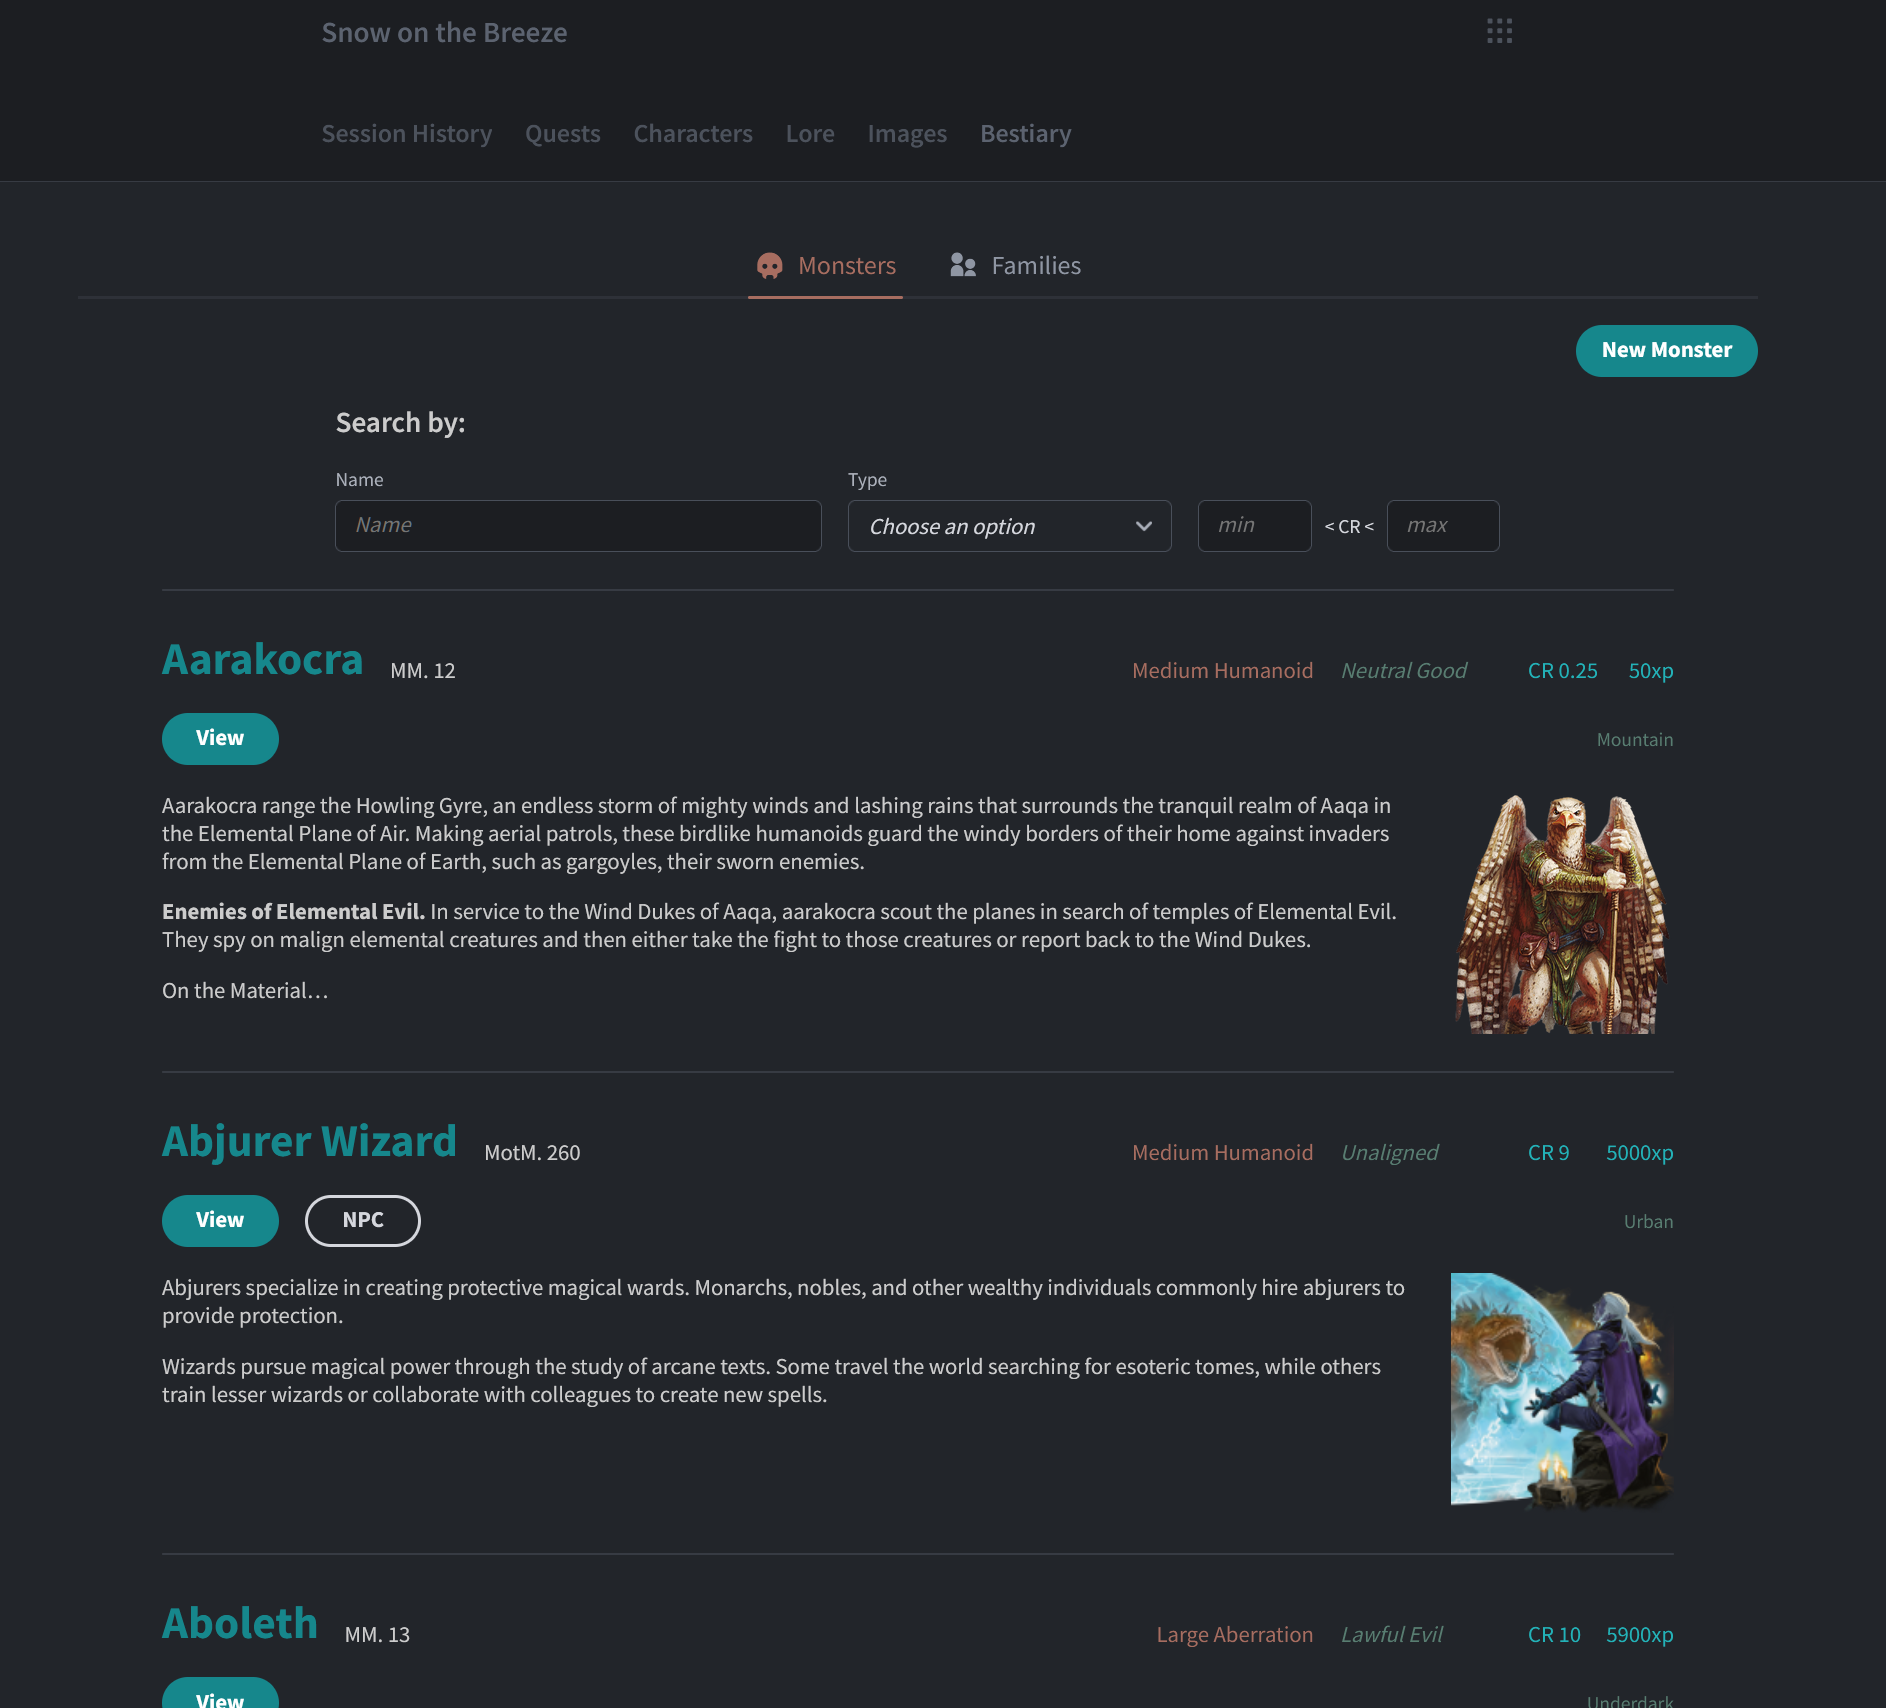 Snow on the Breeze
Session History Quests Characters Lore Images Bestiary
Monsters Families
New Monster
Search by:
Name Type
Name Choose an option min < CR < max
Aarakocra MM. 12 Medium Humanoid Neutral Good CR 0.25 50xp
View Mountain
Aarakocra range the Howling Gyre, an endless storm of mighty winds and lashing rains that surrounds the tranquil realm of Aaqa in
the Elemental Plane of Air. Making aerial patrols, these birdlike humanoids guard the windy borders of their home against invaders
from the Elemental Plane of Earth, such as gargoyles, their sworn enemies.
Enemies of Elemental Evil. In service to the Wind Dukes of Aaqa, aarakocra scout the planes in search of temples of Elemental Evil.
They spy on malign elemental creatures and then either take the fight to those creatures or report back to the Wind Dukes.
On the Material…
Abjurer Wizard MotM. 260 Medium Humanoid Unaligned CR 9 5000xp
View NPC Urban
Abjurers specialize in creating protective magical wards. Monarchs, nobles, and other wealthy individuals commonly hire abjurers to
provide protection.
Wizards pursue magical power through the study of arcane texts. Some travel the world searching for esoteric tomes, while others
train lesser wizards or collaborate with colleagues to create new spells.
Aboleth MM. 13 Large Aberration Lawful Evil CR 10 5900xp
View Underdark